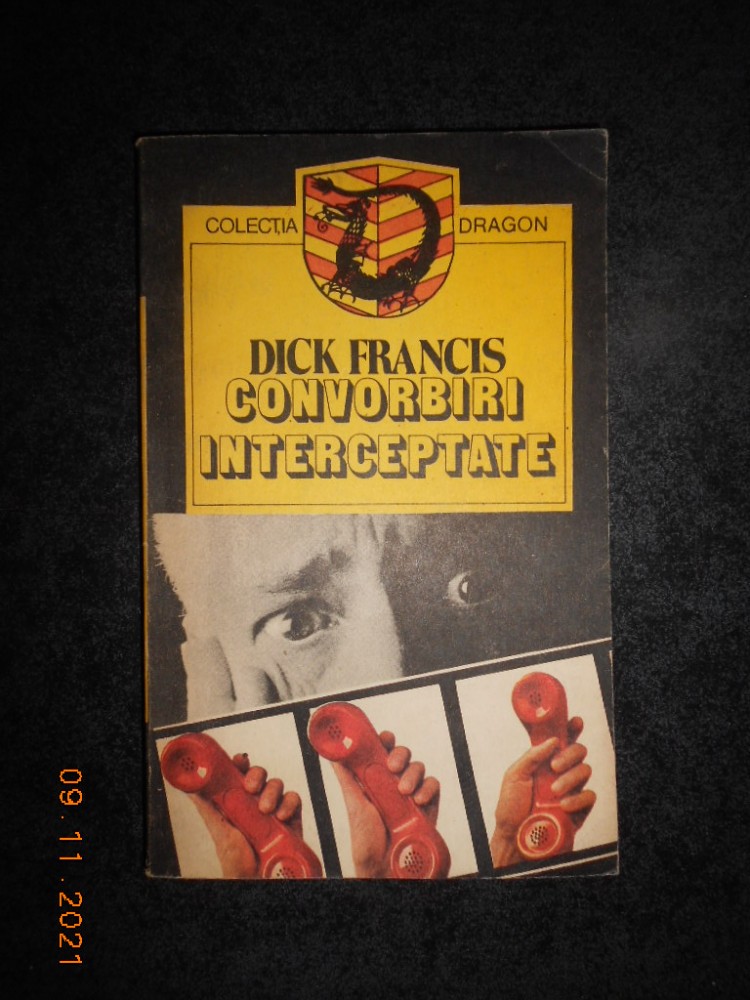 COLECȚIA DRAGON
DICK FRANCIS
CONVORBIRI
INTERCEPTATE
09.11.2021